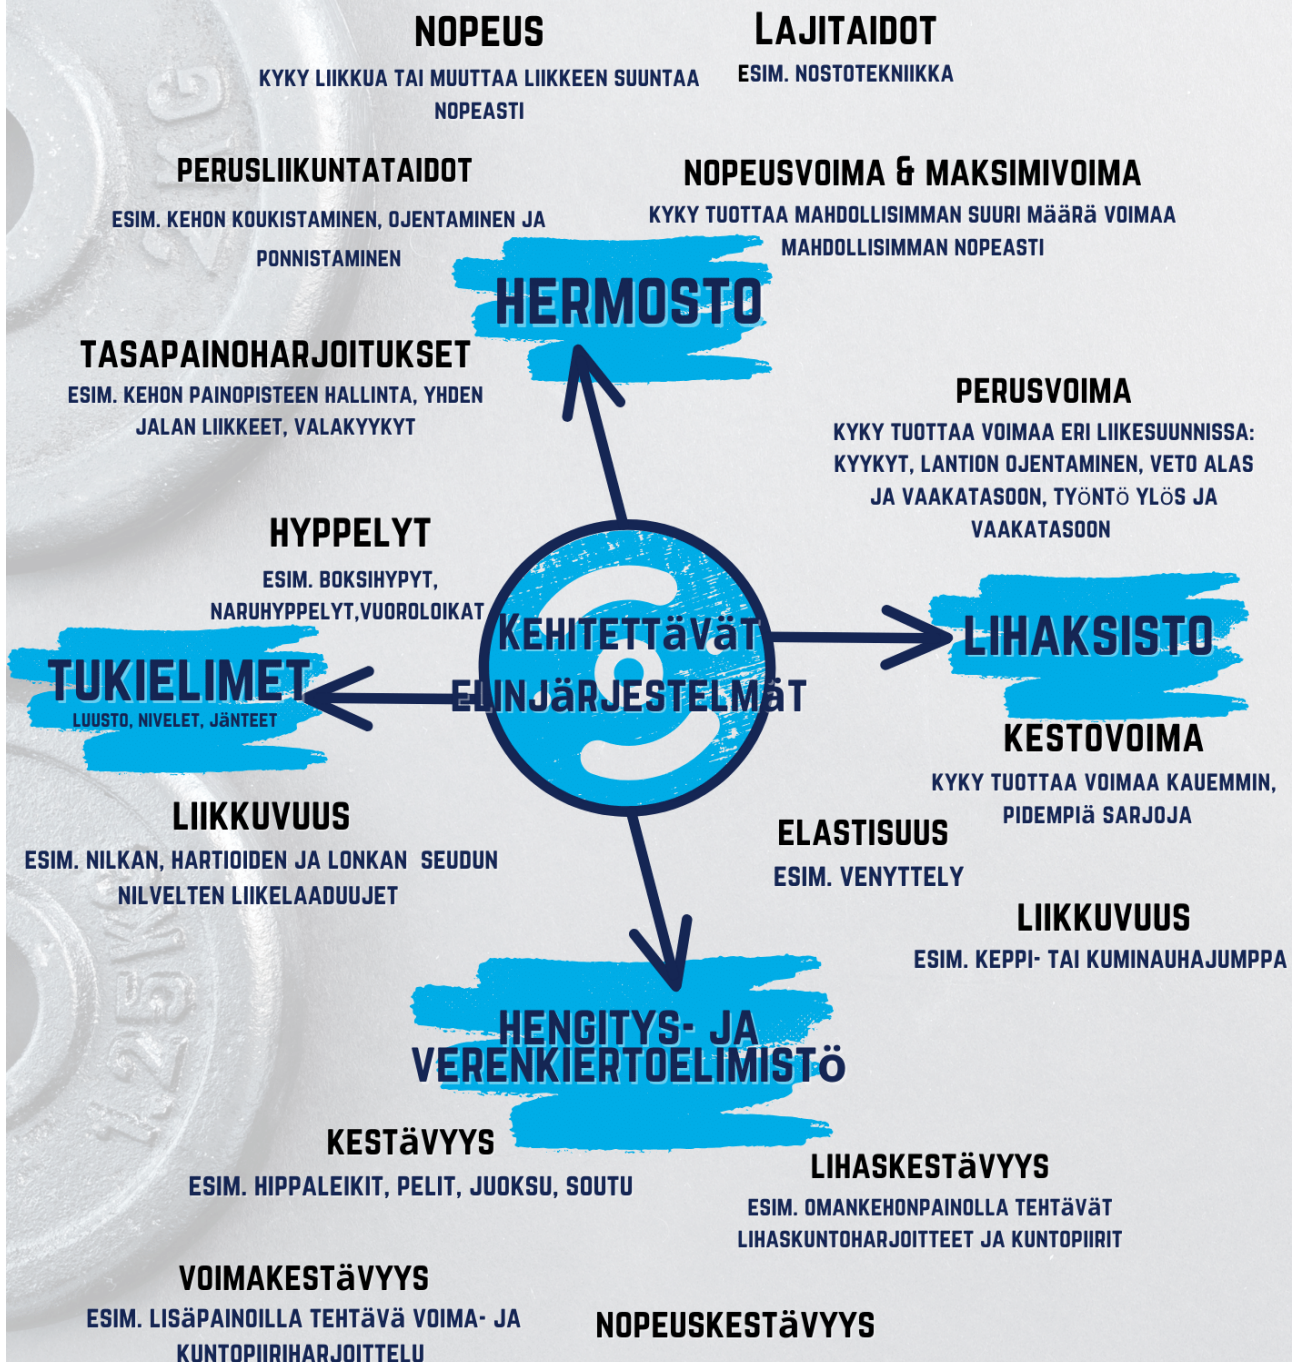 NOPEUS
KYKY LIIKKUA TAI MUUTTAA LIIKKEEN SUUNTAA
NOPEASTI
LAJITAIDOT
ESIM. NOSTOTEKNIIKKA
PERUSLIIKUNTATAIDOT
ESIM. KEHON KOUKISTAMINEN, OJENTAMINEN JA
PONNISTAMINEN
NOPEUSVOIMA & MAKSIMIVOIMA
KYKY TUOTTAA MAHDOLLISIMMAN SUURI MääRä VOIMAA
MAHDOLLISIMMAN NOPEASTI
HERMOSTO
TASAPAINOHARJOITUKSET
ESIM. KEHON PAINOPISTEEN HALLINTA, YHDEN
JALAN LIIKKEET, VALAKYYKYT
PERUSVOIMA
KYKY TUOTTAA VOIMAA ERI LIIKESUUNNISSA:
KYYKYT, LANTION OJENTAMINEN, VETO ALAS
JA VAAKATASOON, TYöNTö YLöS JA
VAAKATASOON
HYPPELYT
ESIM. BOKSIHYPYT,
NARUHYPPELYT,VUOROLOIKAT
KEHITETTäVäT
ELINJäRJESTELMäT
LIHAKSISTO
TUKIELIMET
LUUSTO, NIVELET, JäNTEET
KESTOVOIMA
KYKY TUOTTAA VOIMAA KAUEMMIN,
PIDEMPIä SARJOJA
LIIKKUVUUS
ESIM. NILKAN, HARTIOIDEN JA LONKAN SEUDUN
NILVELTEN LIIKELAADUUJET
ELASTISUUS
ESIM. VENYTTELY
LIIKKUVUUS
ESIM. KEPPI- TAI KUMINAUHAJUMPPA
HENGITYS- JA
VERENKIERTOELIMISTö
KESTäVYYS
ESIM. HIPPALEIKIT, PELIT, JUOKSU, SOUTU
LIHASKESTäVYYS
ESIM. OMANKEHONPAINOLLA TEHTäVäT
LIHASKUNTOHARJOITTEET JA KUNTOPIIRIT
VOIMAKESTäVYYS
ESIM. LISäPAINOILLA TEHTäVä VOIMA- JA
KUNTOPIIRIHARJOITTELU
NOPEUSKESTäVYYS
2KG
1,25KG